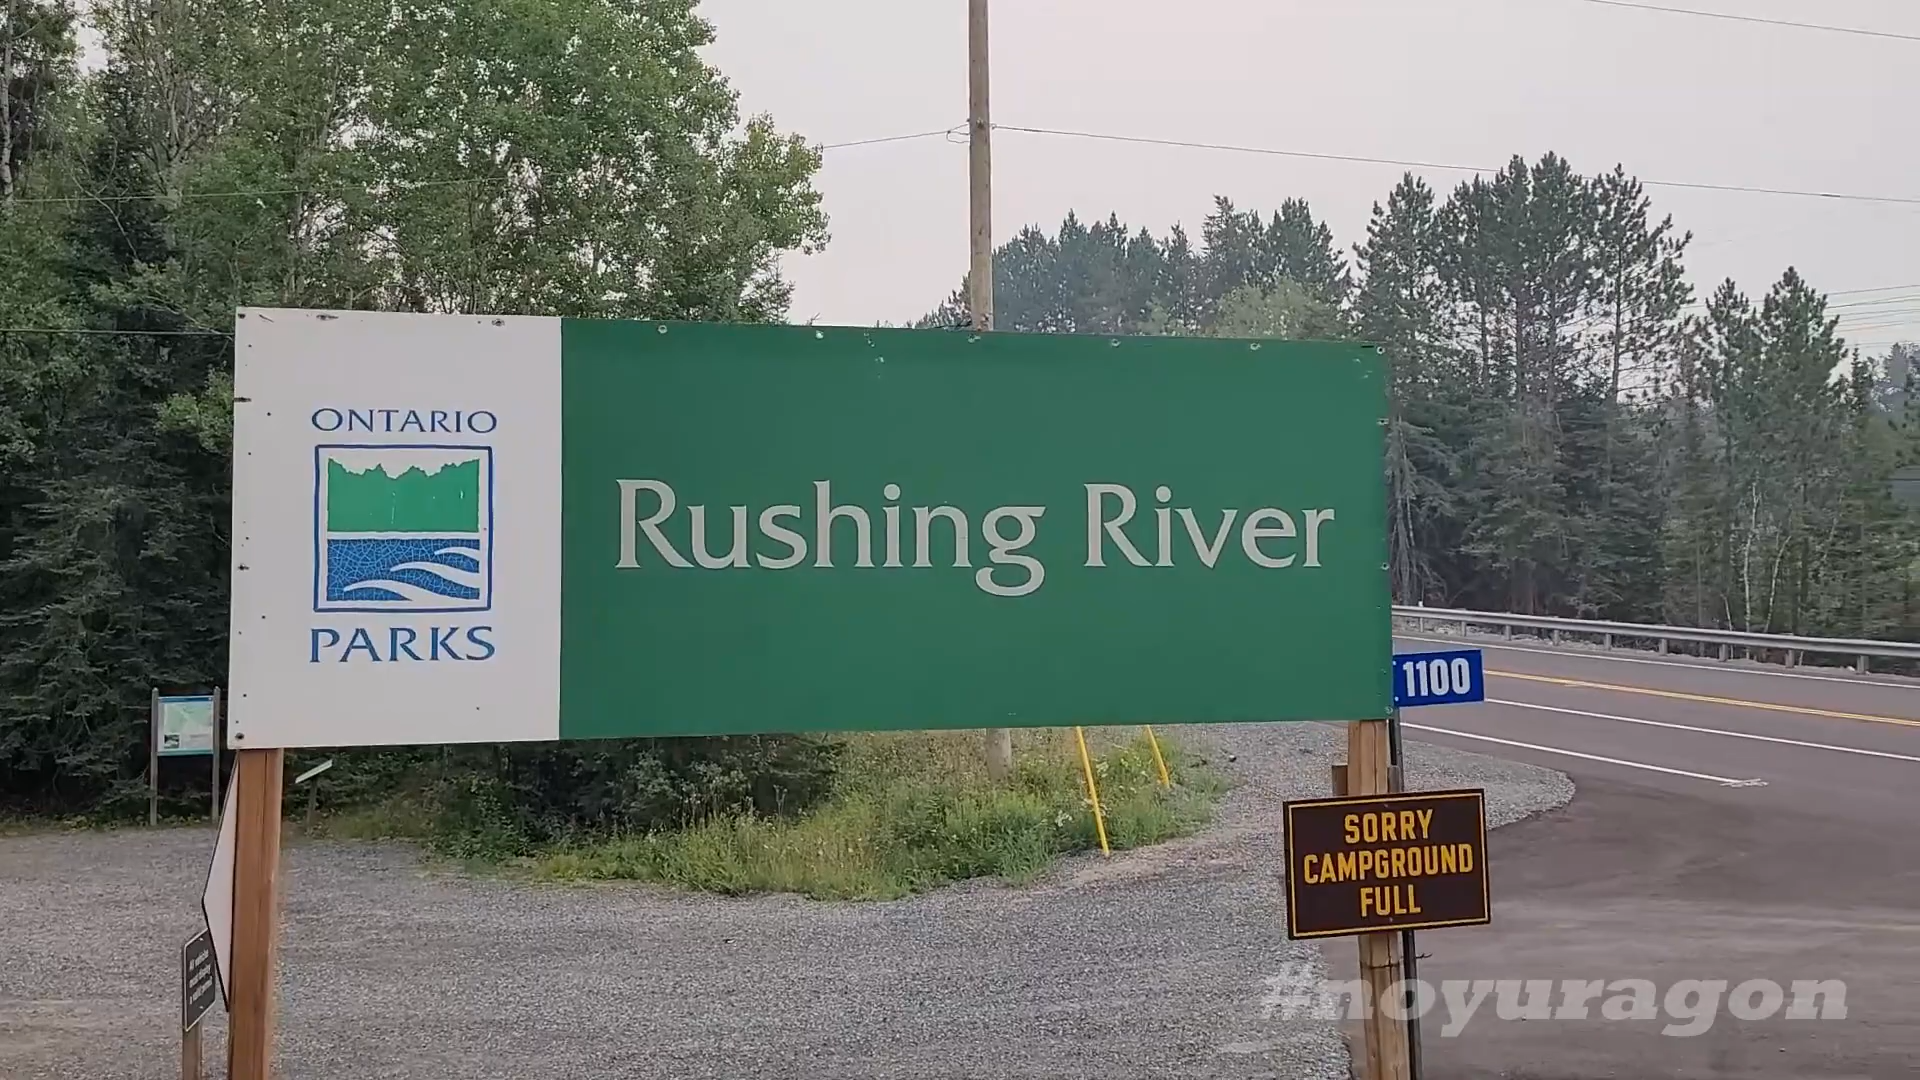 ONTARIO
PARKS
Rushing River
1100
SORRY
CAMPGROUND
FULL
#noyuragon